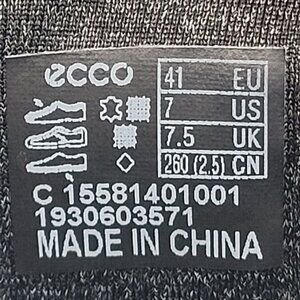 ecco
41 EU
7 US
7.5 UK
260 (2.5) CN
C 15581401001
1930603571
MADE IN CHINA